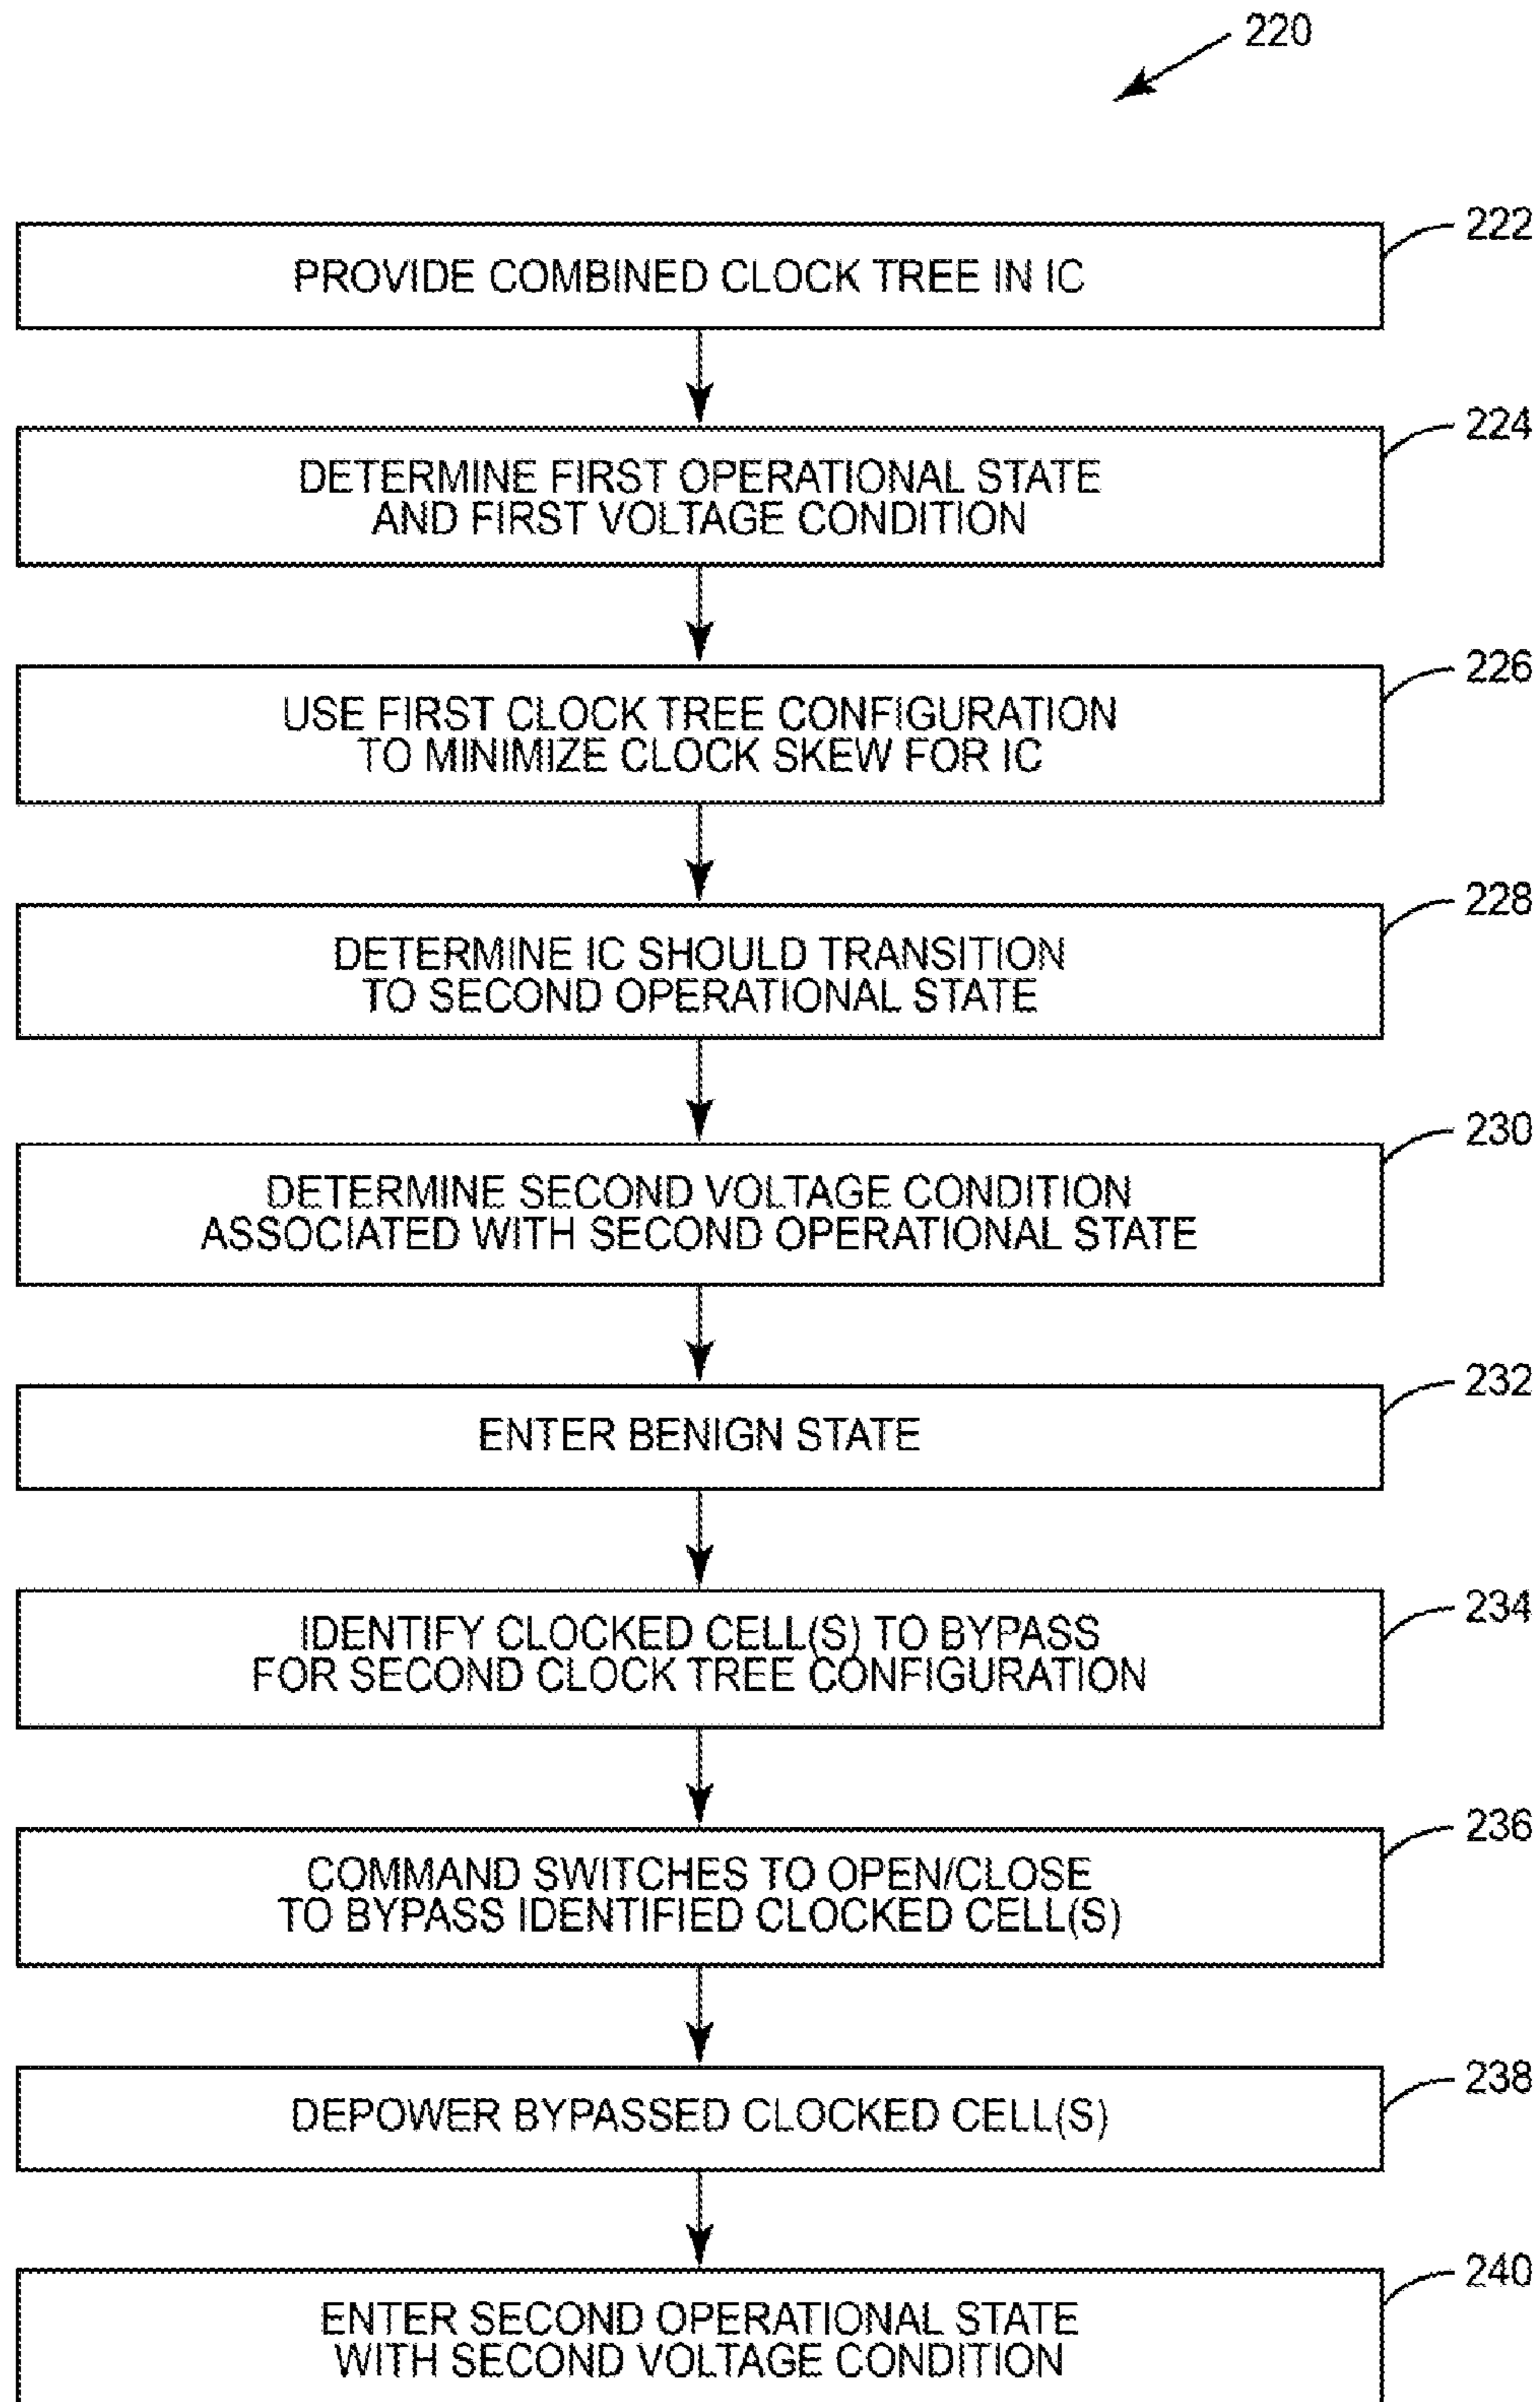 220
222
PROVIDE COMBINED CLOCK TREE IN IC
224
DETERMINE FIRST OPERATIONAL STATE
AND FIRST VOLTAGE CONDITION
226
USE FIRST CLOCK TREE CONFIGURATION
TO MINIMIZE CLOCK SKEW FOR IC
228
DETERMINE IC SHOULD TRANSITION
TO SECOND OPERATIONAL STATE
230
DETERMINE SECOND VOLTAGE CONDITION
ASSOCIATED WITH SECOND OPERATIONAL STATE
232
ENTER BENIGN STATE
234
IDENTIFY CLOCKED CELL(S) TO BYPASS
FOR SECOND CLOCK TREE CONFIGURATION
236
COMMAND SWITCHES TO OPEN/CLOSE
TO BYPASS IDENTIFIED CLOCKED CELL(S)
238
DEPOWER BYPASSED CLOCKED CELL(S)
240
ENTER SECOND OPERATIONAL STATE
WITH SECOND VOLTAGE CONDITION